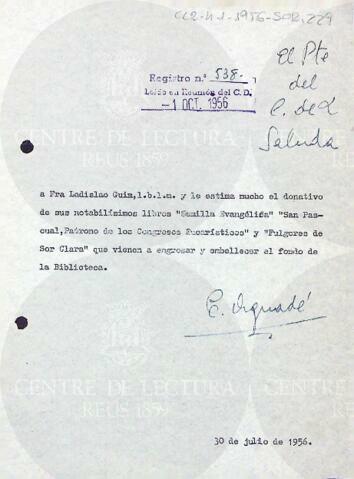 CL2-4.1-1956-SOR, 229
El Pte
del
C. de L
Saluda
Registro n.º 538.-
Leído en Reunión del C. D.
-1 OCT. 1956
CENTRE DE LECTURA
REUS 1859
a Fra Ladislao Guim,l.b.l.m. y le estima mucho el donativo
de sus notabilísimos libros "Semilla Evangélica" "San Pas-
cual,Patrono de los Congresos Eucarísticos" y "Fulgores de
Sor Clara" que vienen a engrosar y embellecer el fondo de
la Biblioteca.
CENTRE DE LECTURA
REUS 1859
30 de julio de 1956.